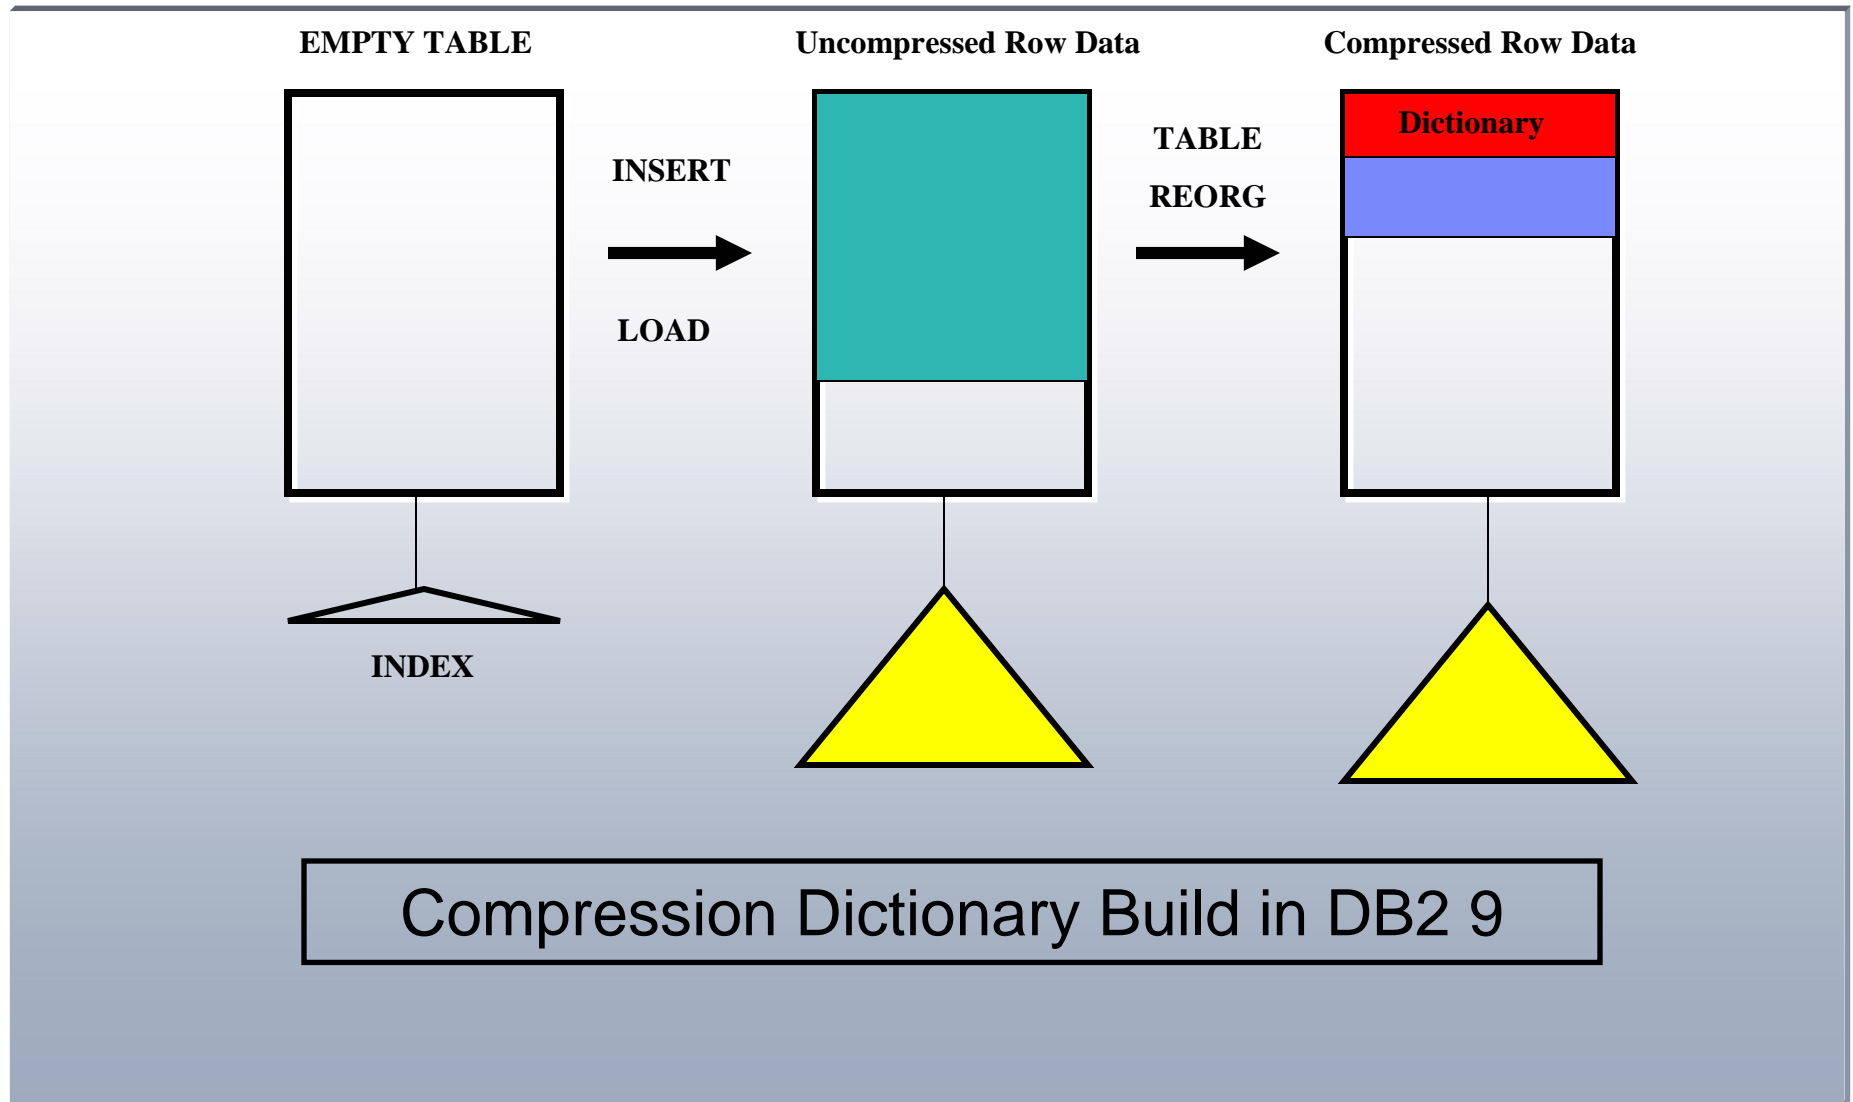 EMPTY TABLE
Uncompressed Row Data
Compressed Row Data
INSERT
LOAD
TABLE
REORG
Dictionary
INDEX
Compression Dictionary Build in DB2 9